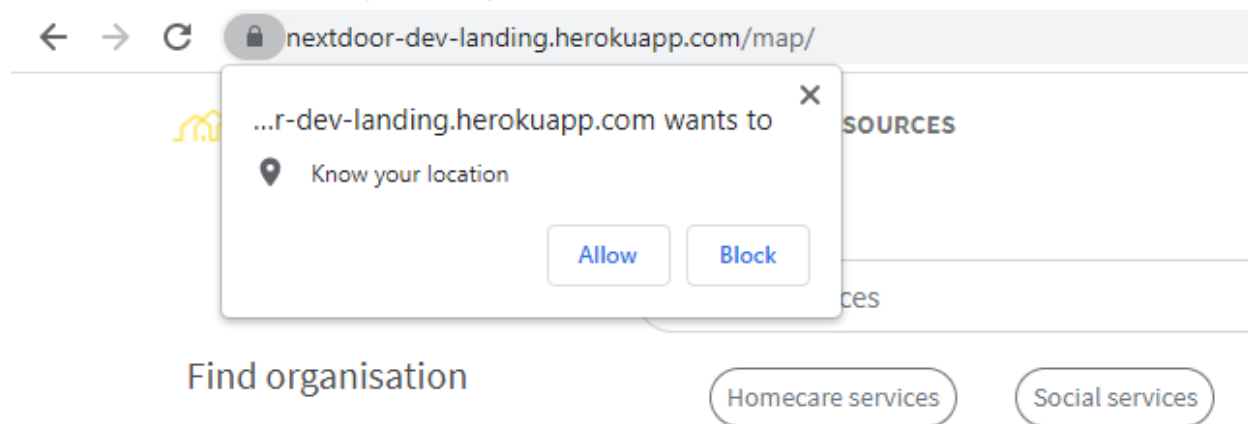 nextdoor-dev-landing.herokuapp.com/map/
...r-dev-landing.herokuapp.com wants to
SOURCES
Know your location
Allow Block
ces
Find organisation
Homecare services Social services